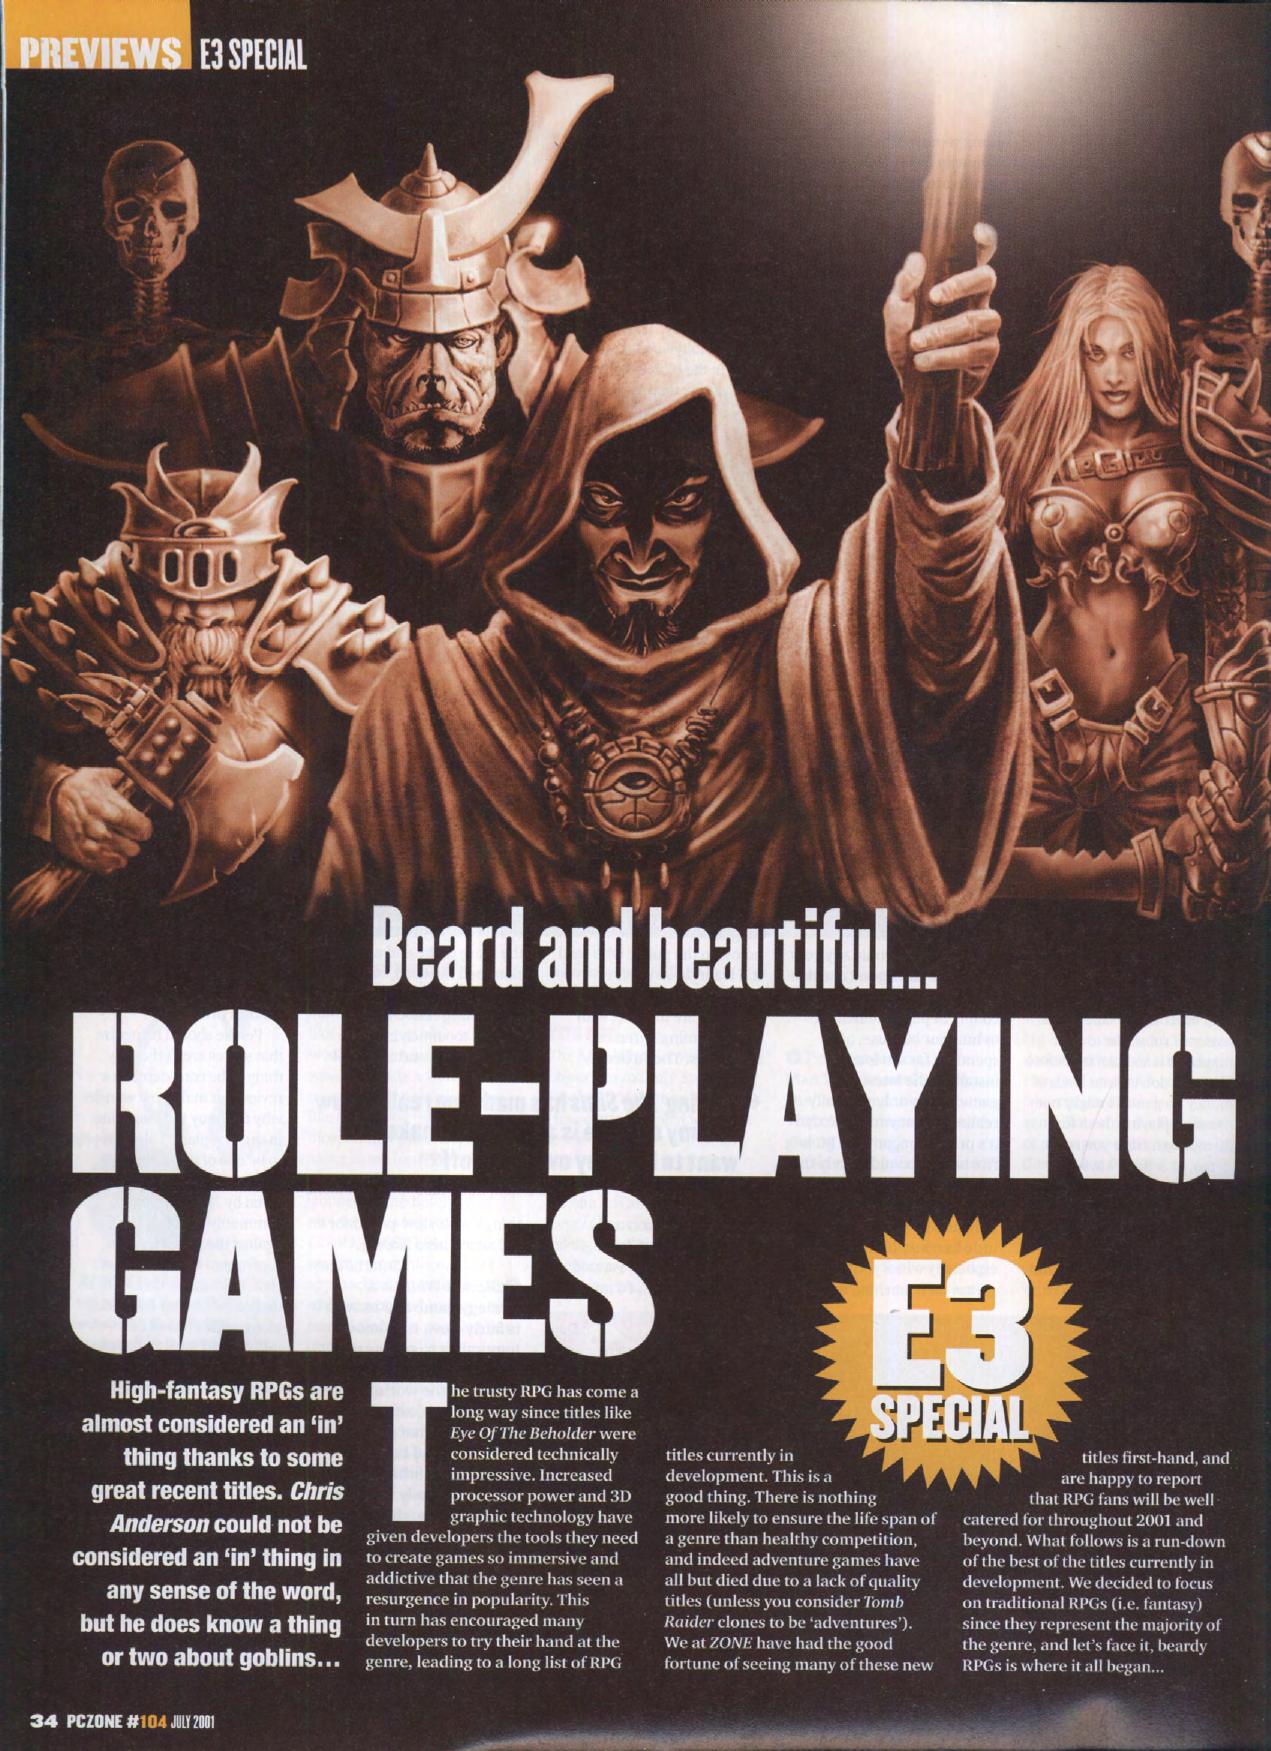 PREVIEWS E3 SPECIAL
Beard and beautiful...
ROLE-PLAYING
GAMES
E3
SPECIAL
High-fantasy RPGs are
almost considered an ‘in’
thing thanks to some
great recent titles. Chris
Anderson could not be
considered an ‘in’ thing in
any sense of the word,
but he does know a thing
or two about goblins...
The trusty RPG has come a
long way since titles like
Eye Of The Beholder were
considered technically
impressive. Increased
processor power and 3D
graphic technology have
given developers the tools they need
to create games so immersive and
addictive that the genre has seen a
resurgence in popularity. This
in turn has encouraged many
developers to try their hand at the
genre, leading to a long list of RPG
titles currently in
development. This is a
good thing. There is nothing
more likely to ensure the life span of
a genre than healthy competition,
and indeed adventure games have
all but died due to a lack of quality
titles (unless you consider Tomb
Raider clones to be ‘adventures’).
We at ZONE have had the good
fortune of seeing many of these new
titles first-hand, and
are happy to report
that RPG fans will be well
catered for throughout 2001 and
beyond. What follows is a run-down
of the best of the titles currently in
development. We decided to focus
on traditional RPGs (i.e. fantasy)
since they represent the majority of
the genre, and let’s face it, beardy
RPGs is where it all began...
34 PCZONE #104 JULY 2001